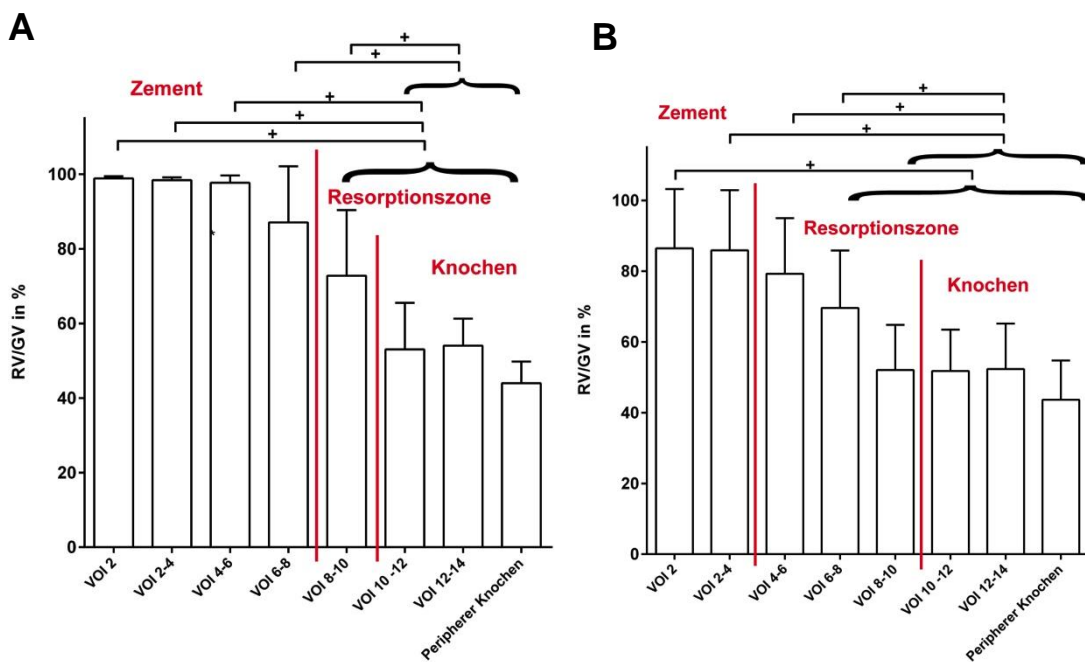 A
+
+
Zement
+
+
+
Resorptionszone
Knochen
*
RV/GV in %
100
80
60
40
20
0
VOI 2
VOI 2-4
VOI 4-6
VOI 6-8
VOI 8-10
VOI 10 -12
VOI 12-14
Peripherer Knochen
B
+
Zement
+
+
+
Resorptionszone
Knochen
RV/GV in %
100
80
60
40
20
0
VOI 2
VOI 2-4
VOI 4-6
VOI 6-8
VOI 8-10
VOI 10 -12
VOI 12-14
Peripherer Knochen